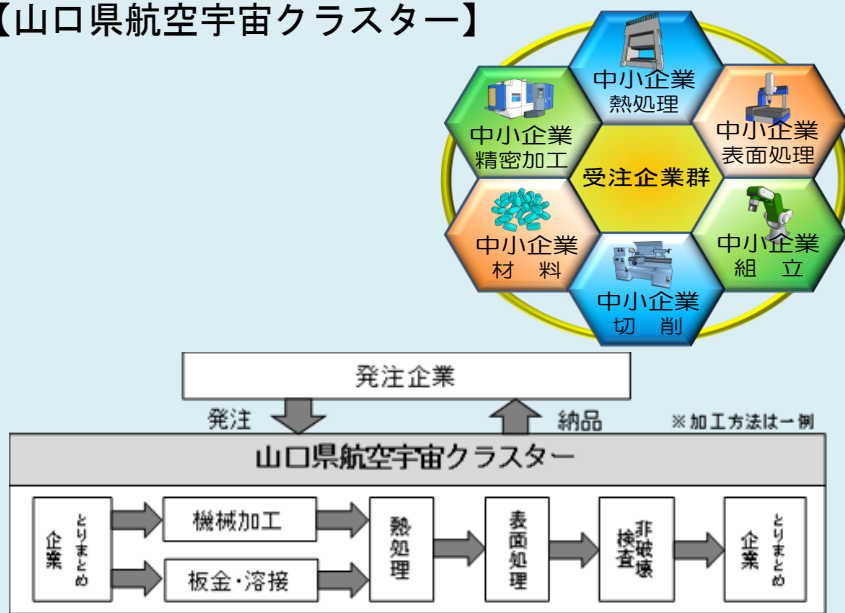 【山口県航空宇宙クラスター】
中小企業
熱処理
中小企業
精密加工
中小企業
表面処理
受注企業群
中小企業
材 料
中小企業
組 立
中小企業
切 削
発注企業
発注
納品
※加工方法は一例
山口県航空宇宙クラスター
とりまとめ
企業
機械加工
板金・溶接
熱処理
表面処理
非破壊
検査
とりまとめ
企業